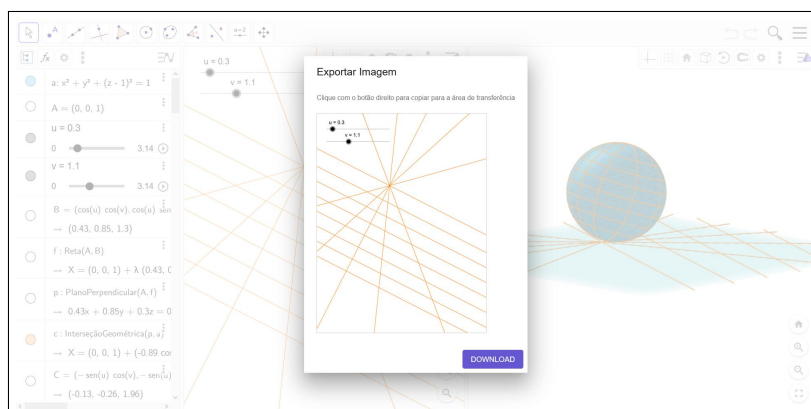 A
a=2
u = 0.3
v = 1.1
a: x² + y² + (z - 1)² = 1
A = (0, 0, 1)
u = 0.3
0 3.14
v = 1.1
0 3.14
B = (cos(u) cos(v), cos(u) sen
→ (0.43, 0.85, 1.3)
f : Reta(A, B)
→ X = (0, 0, 1) + λ (0.43, 0
p : PlanoPerpendicular(A, f)
→ 0.43x + 0.85y + 0.3z = 0
c : InterseçãoGeométrica(p, a)
→ X = (0, 0, 1) + (-0.89 cos
C = (− sen(u) cos(v), − sen(u)
→ (-0.13, -0.26, 1.96)
Exportar Imagem
Clique com o botão direito para copiar para a área de transferência
u = 0.3
v = 1.1
DOWNLOAD